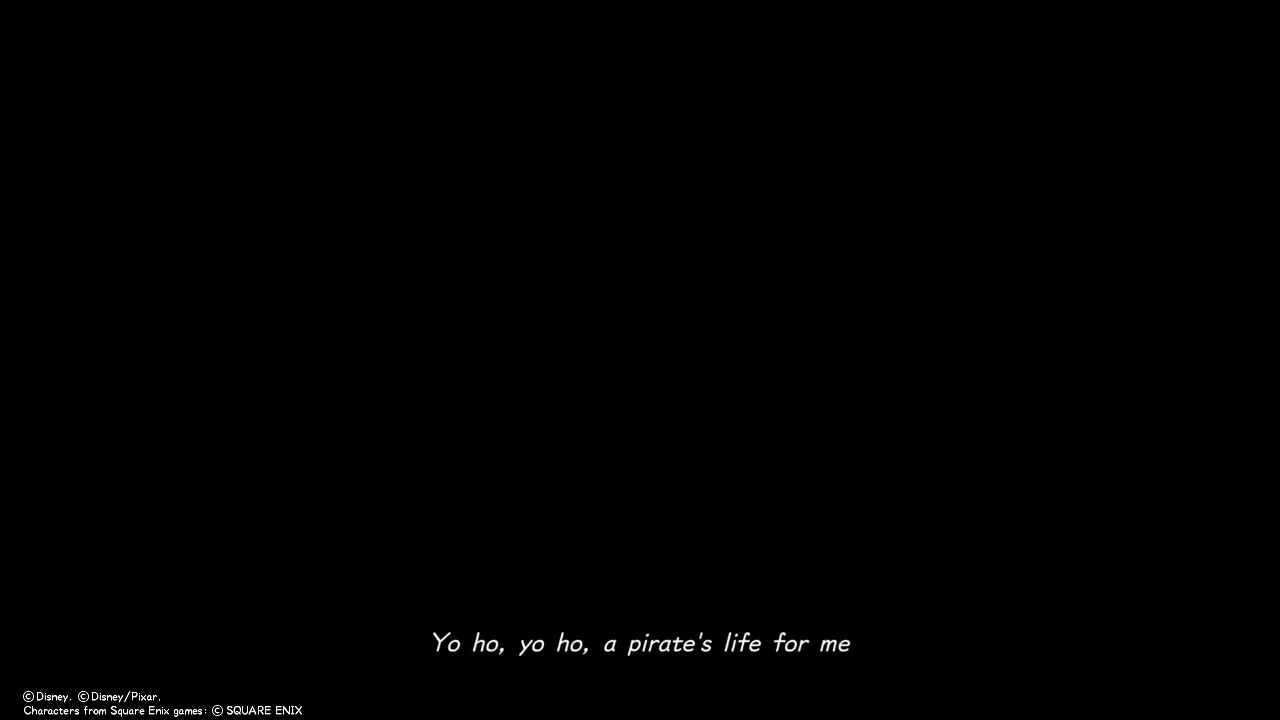 Yo ho, yo ho, a pirate's life for me
©Disney. ©Disney/Pixar.
Characters from Square Enix games: © SQUARE ENIX